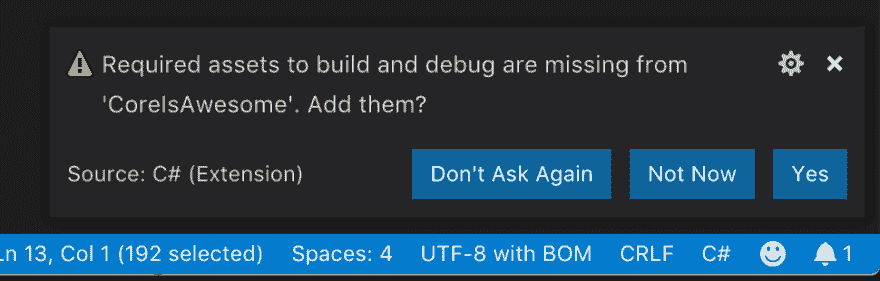 Required assets to build and debug are missing from
'CoreIsAwesome'. Add them?
Source: C# (Extension) Don't Ask Again Not Now Yes
Ln 13, Col 1 (192 selected) Spaces: 4 UTF-8 with BOM CRLF C# 1